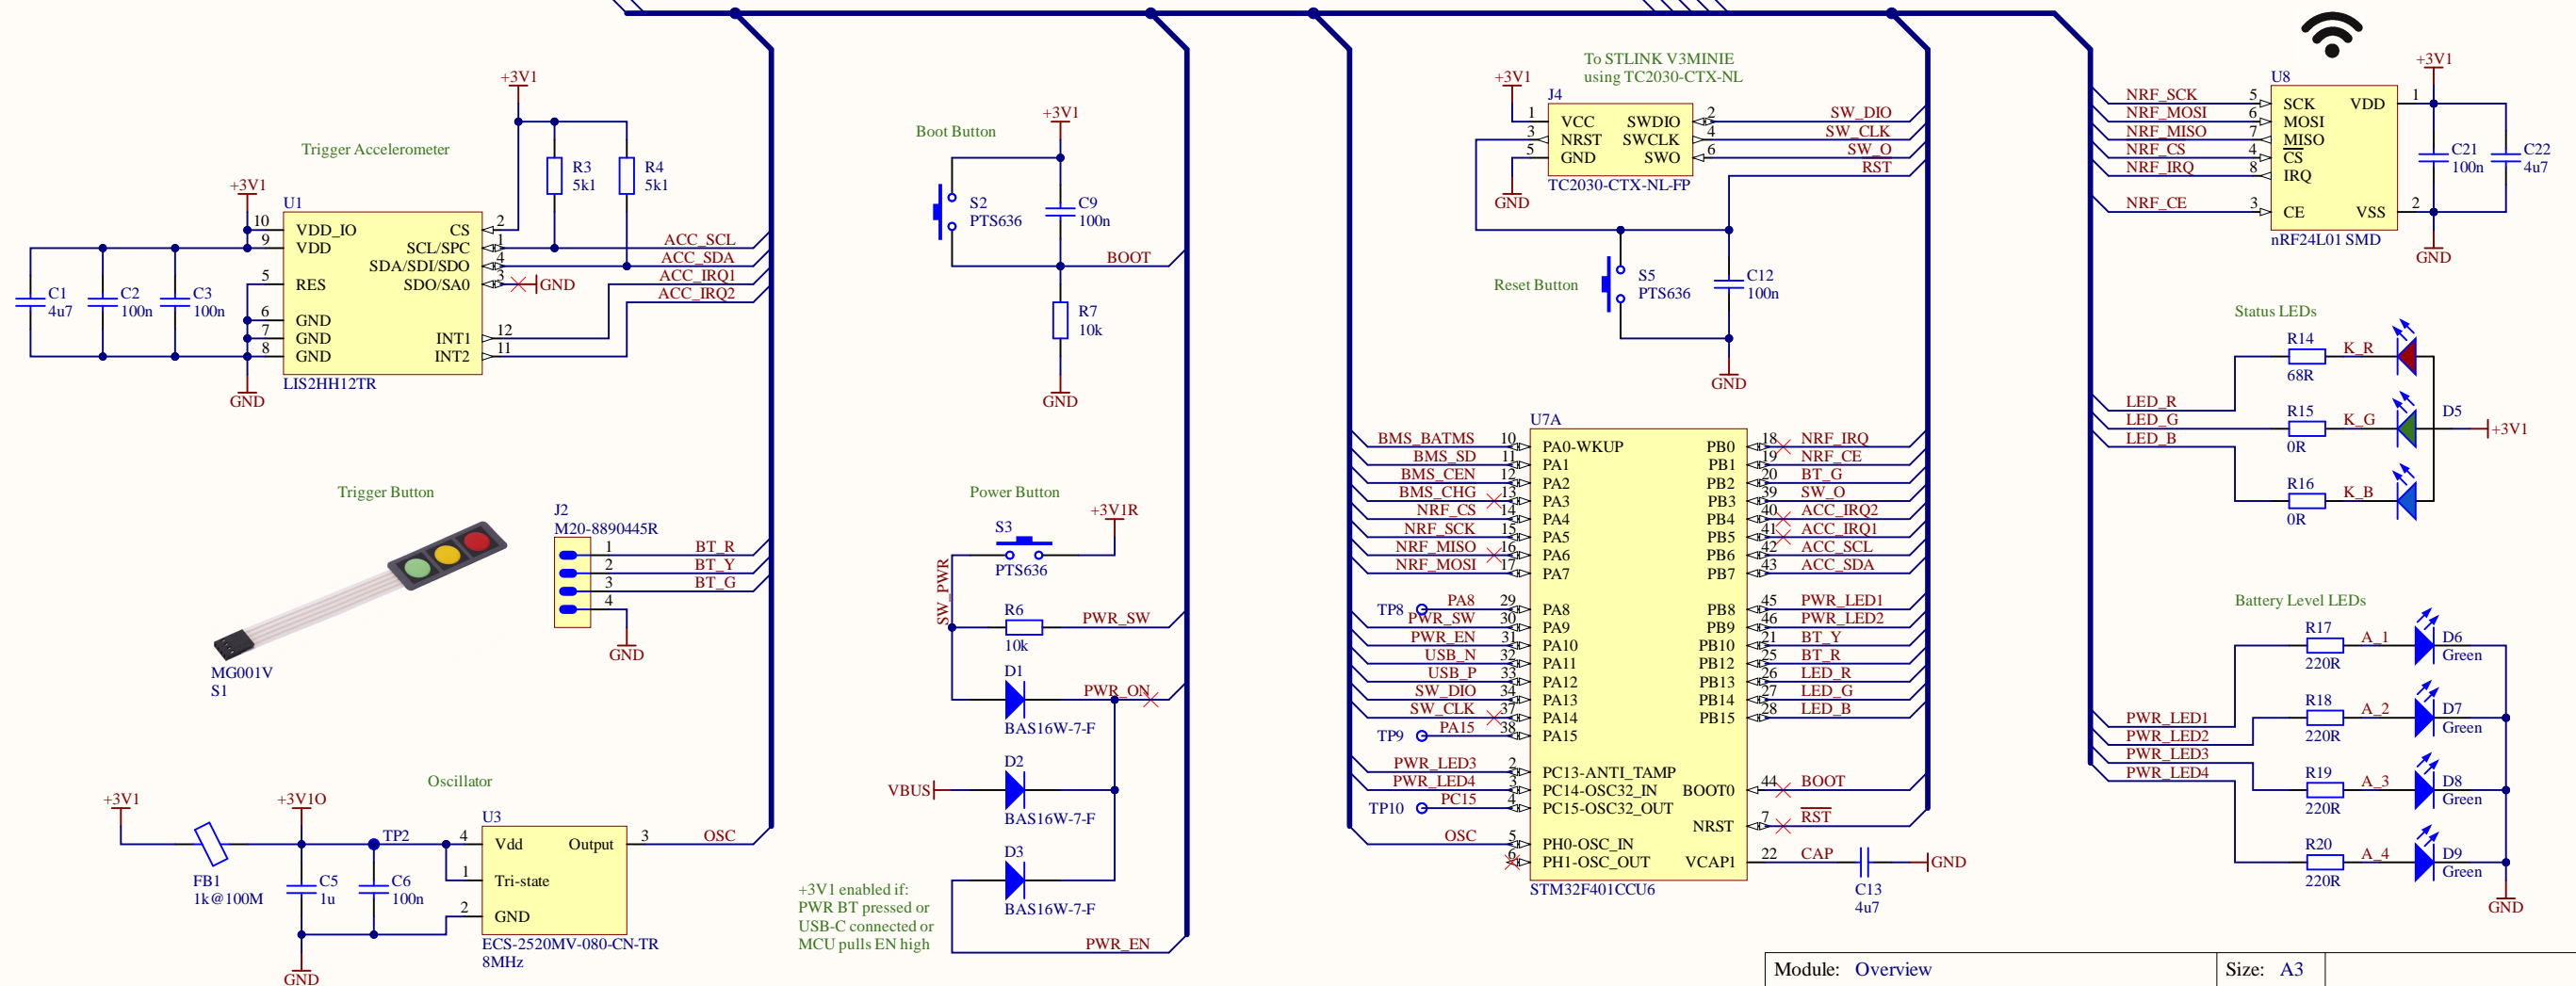 Trigger Accelerometer
+3V1
+3V1
U1
10 VDD_IO CS 2
9 VDD SCL/SPC 1 ACC_SCL
SDA/SDI/SDO 4 ACC_SDA
5 RES SDO/SA0 3 GND
ACC_IRQ1
ACC_IRQ2
6 GND
7 GND INT1 12
8 GND INT2 11
LIS2HH12TR
GND
R3
5k1
R4
5k1
C1
4u7
C2
100n
C3
100n
Trigger Button
MG001V
S1
J2
M20-8890445R
1 BT_R
2 BT_Y
3 BT_G
4
GND
Oscillator
+3V1
+3V1O
FB1
1k@100M
TP2
C5
1u
C6
100n
U3
4 Vdd Output 3 OSC
1 Tri-state
2 GND
ECS-2520MV-080-CN-TR
8MHz
GND
Boot Button
+3V1
S2
PTS636
C9
100n
BOOT
R7
10k
GND
Power Button
+3V1R
S3
PTS636
SW_PWR
R6
10k
PWR_SW
D1
PWR_ON
BAS16W-7-F
D2
VBUS
BAS16W-7-F
D3
BAS16W-7-F
PWR_EN
+3V1 enabled if:
PWR BT pressed or
USB-C connected or
MCU pulls EN high
To STLINK V3MINIE
using TC2030-CTX-NL
+3V1
J4
1 VCC SWDIO 2 SW_DIO
3 NRST SWCLK 4 SW_CLK
5 GND SWO 6 SW_O
RST
TC2030-CTX-NL-FP
GND
Reset Button
S5
PTS636
C12
100n
GND
U7A
BMS_BATMS 10 PA0-WKUP PB0 18 NRF_IRQ
BMS_SD 11 PA1 PB1 19 NRF_CE
BMS_CEN 12 PA2 PB2 20 BT_G
BMS_CHG 13 PA3 PB3 39 SW_O
NRF_CS 14 PA4 PB4 40 ACC_IRQ2
NRF_SCK 15 PA5 PB5 41 ACC_IRQ1
NRF_MISO 16 PA6 PB6 42 ACC_SCL
NRF_MOSI 17 PA7 PB7 43 ACC_SDA
TP8 PA8 29 PA8 PB8 45 PWR_LED1
PWR_SW 30 PA9 PB9 46 PWR_LED2
PWR_EN 31 PA10 PB10 21 BT_Y
USB_N 32 PA11 PB12 25 BT_R
USB_P 33 PA12 PB13 26 LED_R
SW_DIO 34 PA13 PB14 27 LED_G
SW_CLK 37 PA14 PB15 28 LED_B
TP9 PA15 38 PA15
PWR_LED3 2 PC13-ANTI_TAMP
PWR_LED4 3 PC14-OSC32_IN BOOT0 44 BOOT
TP10 PC15 4 PC15-OSC32_OUT
NRST 7 RST
OSC 5 PH0-OSC_IN
6 PH1-OSC_OUT VCAP1 22 CAP GND
STM32F401CCU6
C13
4u7
+3V1
U8
NRF_SCK 5 SCK VDD 1
NRF_MOSI 6 MOSI
NRF_MISO 7 MISO
NRF_CS 4 CS
NRF_IRQ 8 IRQ
NRF_CE 3 CE VSS 2
nRF24L01 SMD
C21
100n
C22
4u7
GND
Status LEDs
R14 K_R
68R
LED_R
LED_G
LED_B
R15 K_G
0R
R16 K_B
0R
D5
+3V1
Battery Level LEDs
R17 A_1 D6
220R Green
R18 A_2 D7
220R Green
PWR_LED1
PWR_LED2
PWR_LED3
PWR_LED4
R19 A_3 D8
220R Green
R20 A_4 D9
220R Green
GND
Module: Overview Size: A3